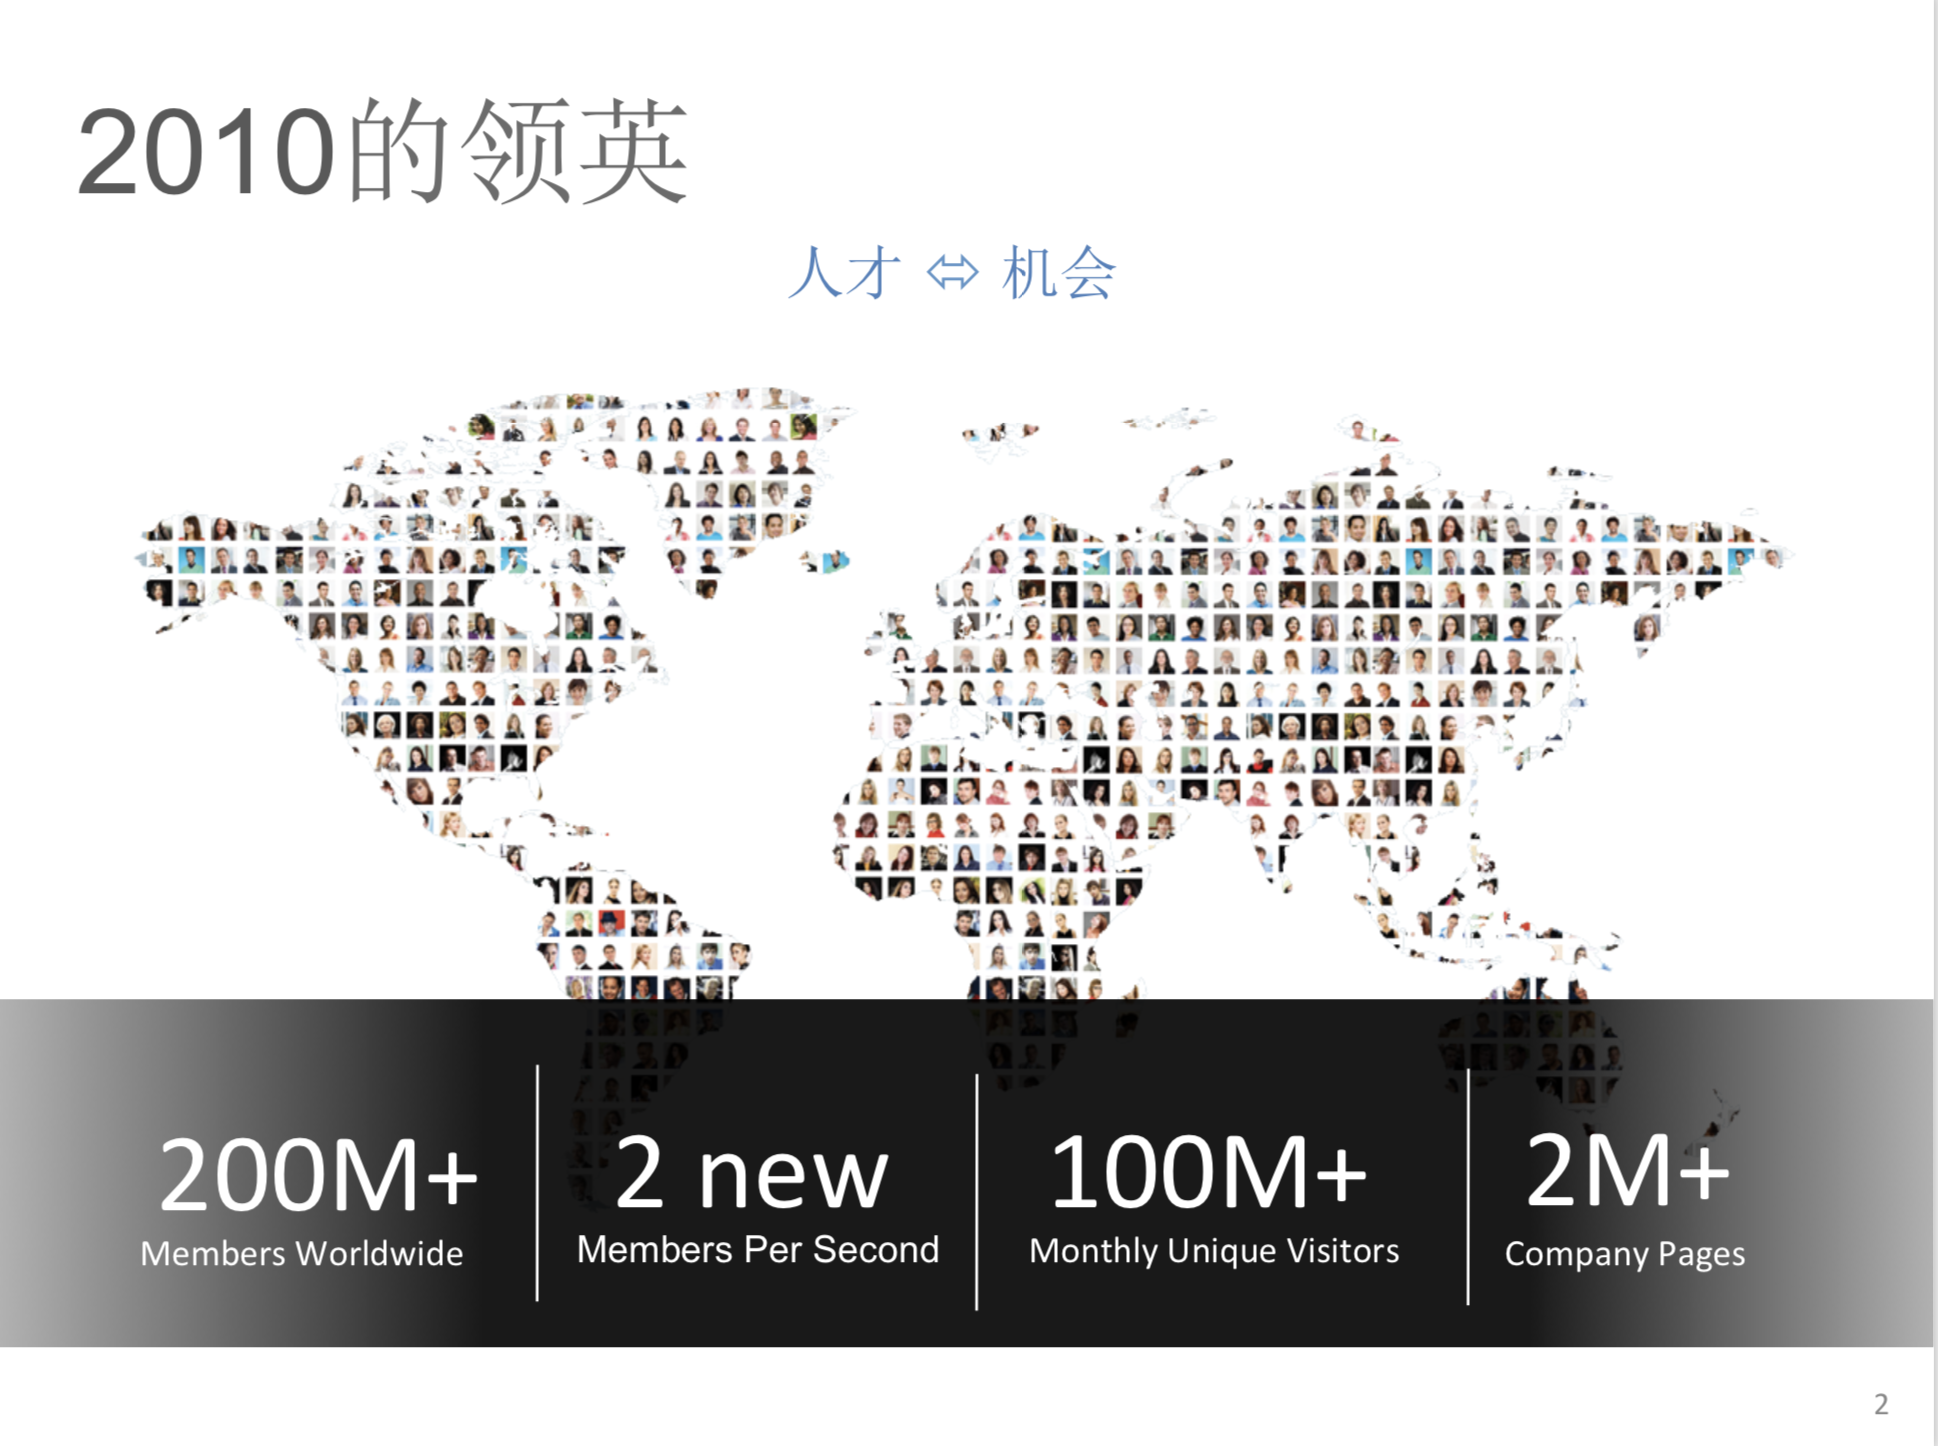 2010的领英
人才 ⬄ 机会
200M+
Members Worldwide
2 new
Members Per Second
100M+
Monthly Unique Visitors
2M+
Company Pages
2